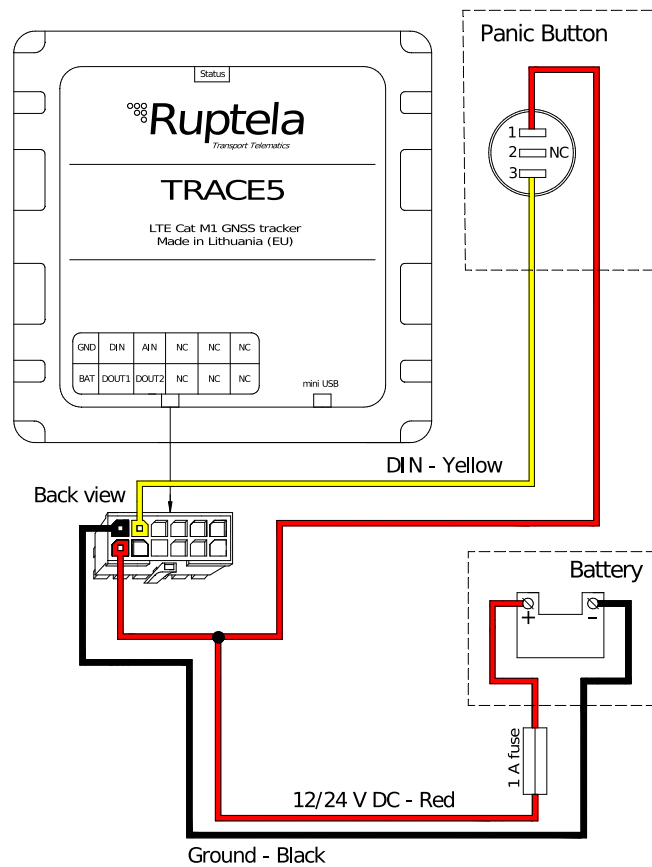 Panic Button
Status
Ruptela
Transport Telematics
1
2 NC
3
TRACE5
LTE Cat M1 GNSS tracker
Made in Lithuania (EU)
GND DIN AIN NC NC NC
BAT DOUT1 DOUT2 NC NC NC
mini USB
DIN - Yellow
Back view
Battery
+ -
1 A fuse
12/24 V DC - Red
Ground - Black